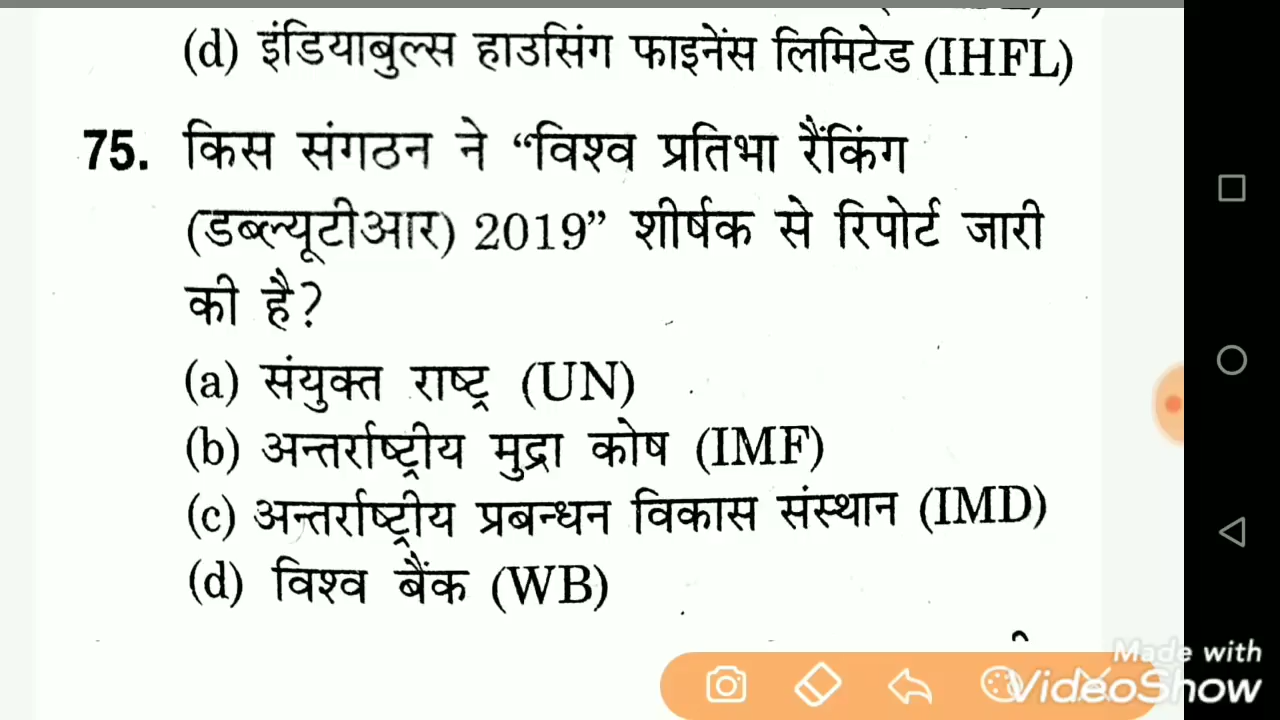 (d) इंडियाबुल्स हाउसिंग फाइनेंस लिमिटेड (IHFL)
75. किस संगठन ने “विश्व प्रतिभा रैंकिंग
(डब्ल्यूटीआर) 2019” शीर्षक से रिपोर्ट जारी
की है?
(a) संयुक्त राष्ट्र (UN)
(b) अन्तर्राष्ट्रीय मुद्रा कोष (IMF)
(c) अन्तर्राष्ट्रीय प्रबन्धन विकास संस्थान (IMD)
(d) विश्व बैंक (WB)
Made with
VideoShow